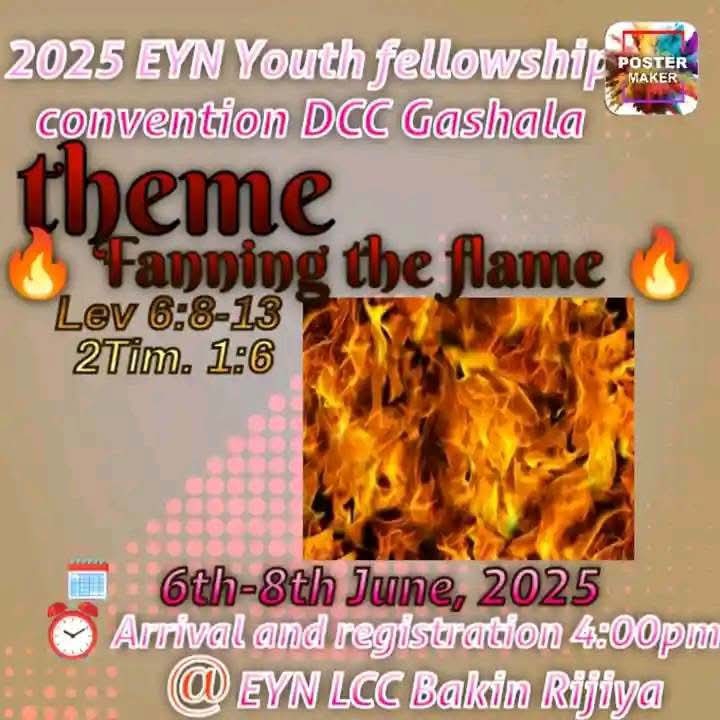 2025 EYN Youth fellowship
POSTER
MAKER
convention DCC Gashala
theme
Fanning the flame
Lev 6:8-13
2Tim. 1:6
6th-8th June, 2025
Arrival and registration 4:00pm
@ EYN LCC Bakin Rijiya